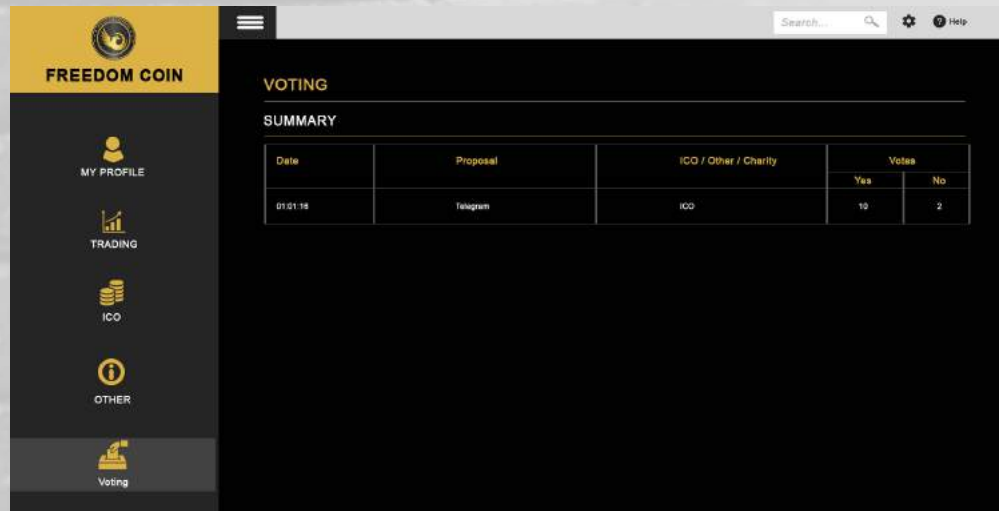 Search...
? Help
FREEDOM COIN
VOTING
SUMMARY
MY PROFILE
TRADING
ICO
OTHER
Voting
Date Proposal ICO / Other / Charity Votes
Yes No
01:01:16 Telegram ICO 10 2